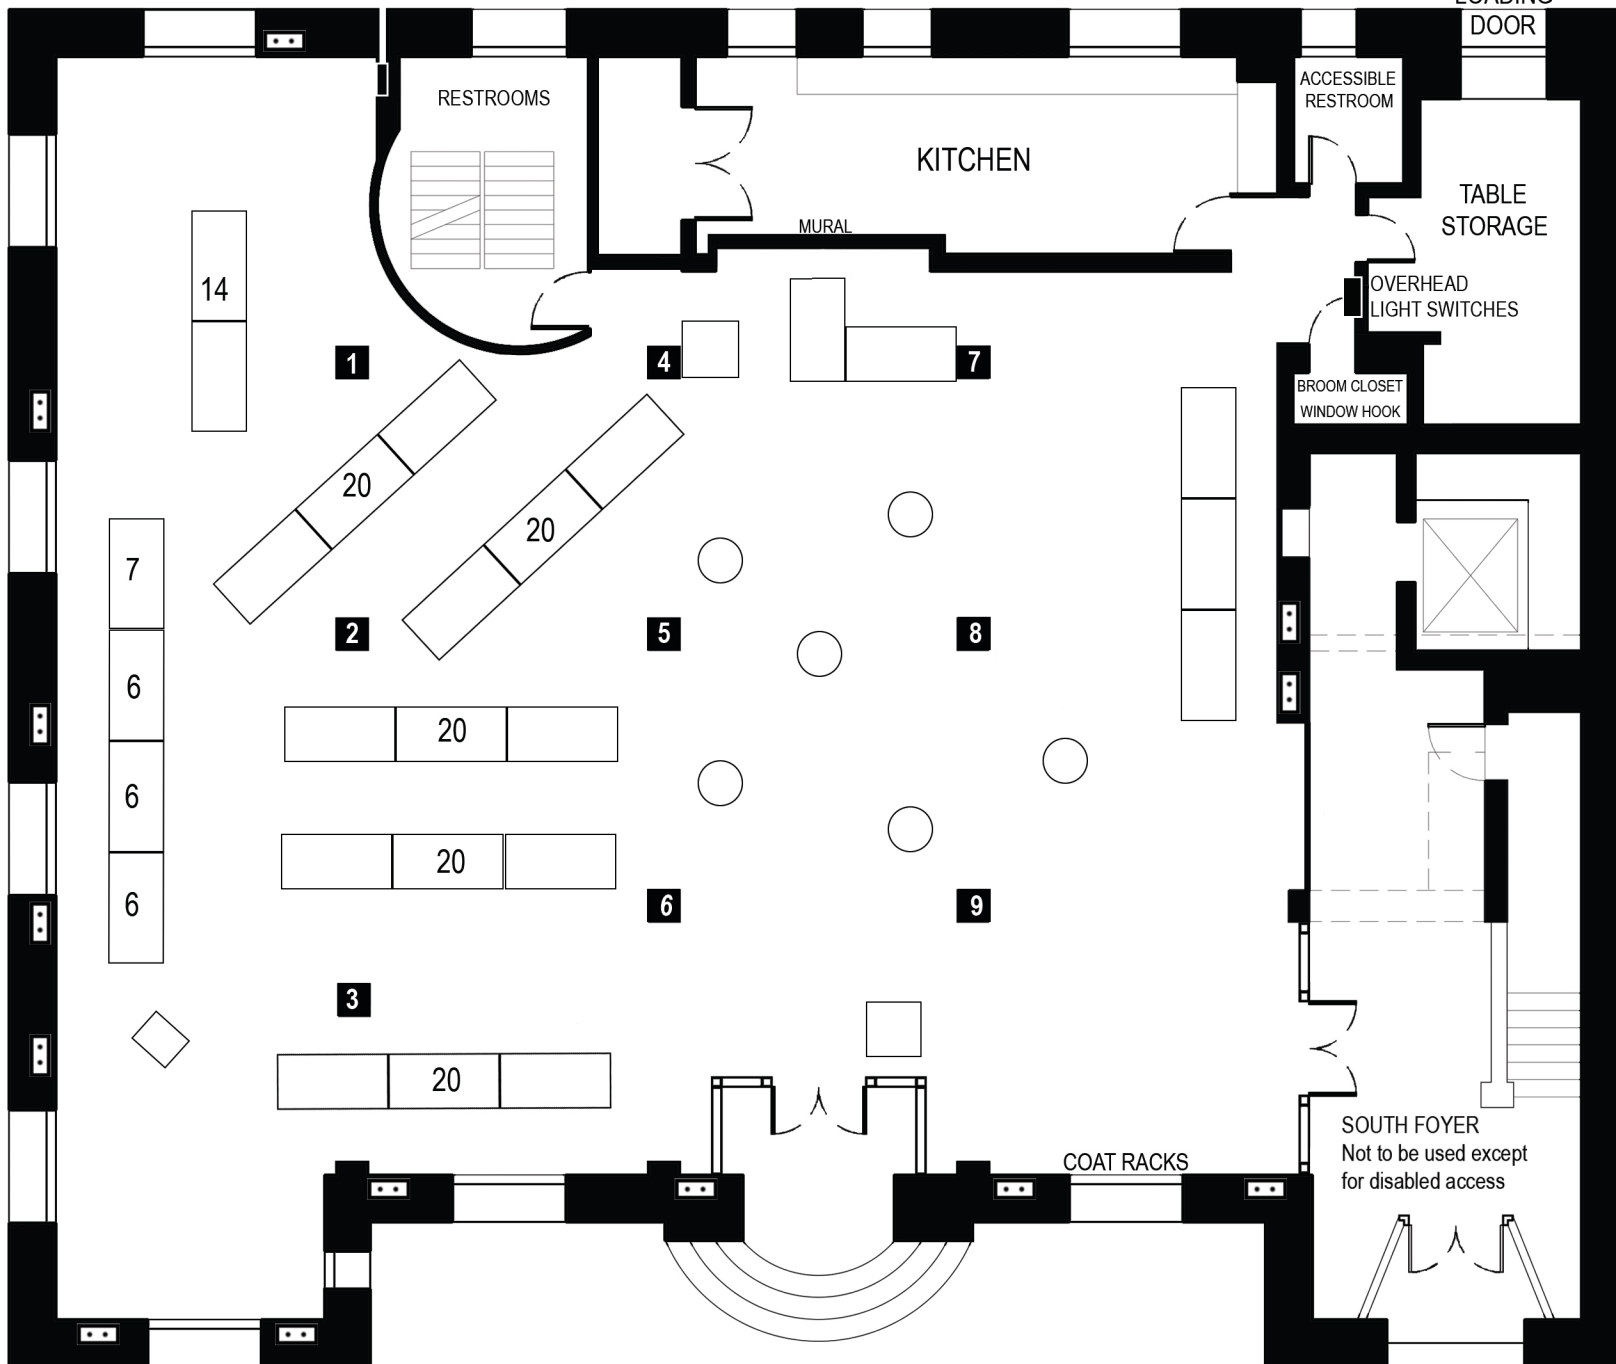 LOADING
DOOR
RESTROOMS
ACCESSIBLE
RESTROOM
KITCHEN
TABLE
STORAGE
MURAL
14
OVERHEAD
LIGHT SWITCHES
1
4
7
BROOM CLOSET
WINDOW HOOK
20
20
7
2
5
8
6
20
6
20
6
6
9
3
20
SOUTH FOYER
Not to be used except
for disabled access
COAT RACKS